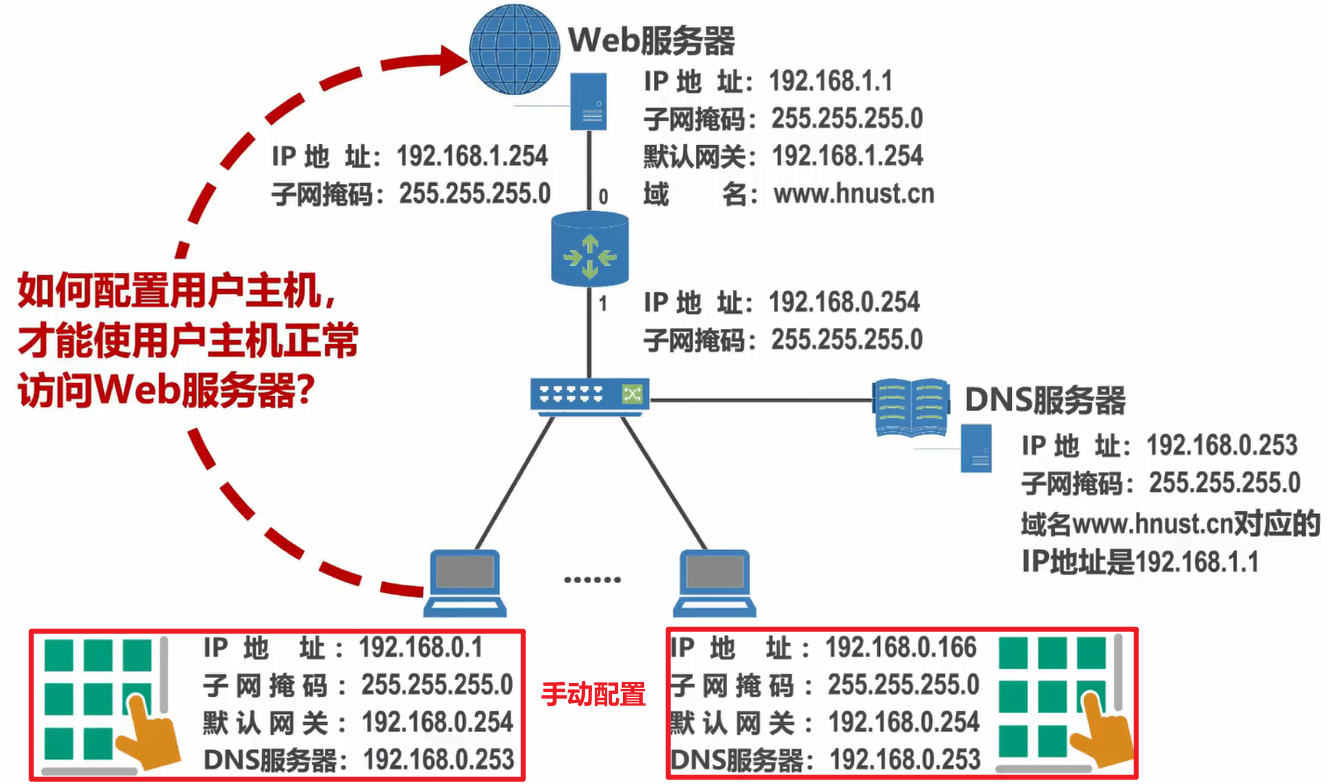 Web服务器
IP 地 址：192.168.1.1
子网掩码：255.255.255.0
默认网关：192.168.1.254
域 名：www.hnust.cn
IP 地 址：192.168.1.254
子网掩码：255.255.255.0
0
如何配置用户主机，
才能使用户主机正常
访问Web服务器？
1
IP 地 址：192.168.0.254
子网掩码：255.255.255.0
DNS服务器
IP 地 址：192.168.0.253
子网掩码：255.255.255.0
域名www.hnust.cn对应的
IP地址是192.168.1.1
······
IP 地 址：192.168.0.1
子网掩码：255.255.255.0
默认网关：192.168.0.254
DNS服务器：192.168.0.253
手动配置
IP 地 址：192.168.0.166
子网掩码：255.255.255.0
默认网关：192.168.0.254
DNS服务器：192.168.0.253